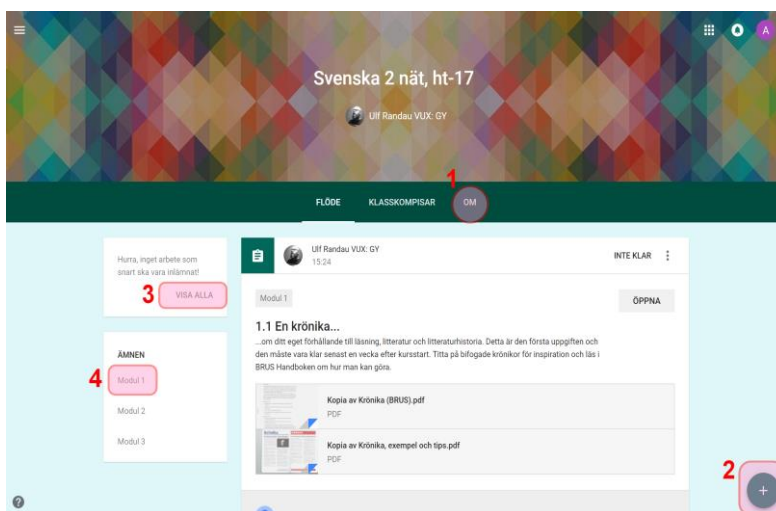 A
Svenska 2 nät, ht-17
Ulf Randau VUX: GY
1
FLÖDE KLASSKOMPISAR OM
Hurra, inget arbete som
snart ska vara inlämnat!
3 VISA ALLA
ÄMNEN
4 Modul 1
Modul 2
Modul 3
Ulf Randau VUX: GY
15:24
INTE KLAR
Modul 1
ÖPPNA
1.1 En krönika...
...om ditt eget förhållande till läsning, litteratur och litteraturhistoria. Detta är den första uppgiften och
den måste vara klar senast en vecka efter kursstart. Titta på bifogade krönikor för inspiration och läs i
BRUS Handboken om hur man kan göra.
Kopia av Krönika (BRUS).pdf
PDF
Kopia av Krönika, exempel och tips.pdf
PDF
2
+
?